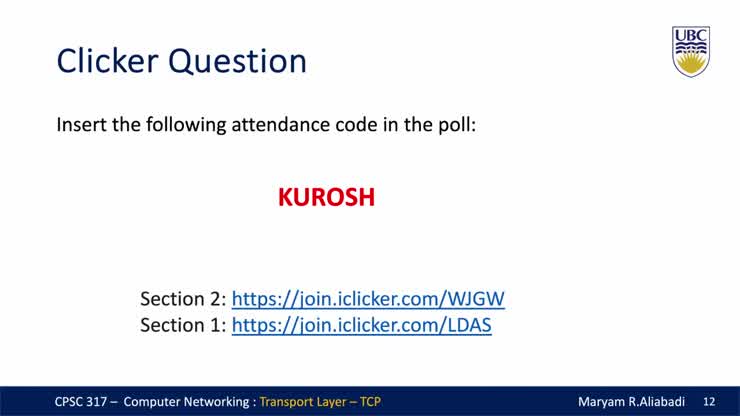 Clicker Question
UBC
Insert the following attendance code in the poll:
KUROSH
Section 2: https://join.iclicker.com/WJGW
Section 1: https://join.iclicker.com/LDAS
CPSC 317 – Computer Networking : Transport Layer – TCP
Maryam R.Aliabadi 12